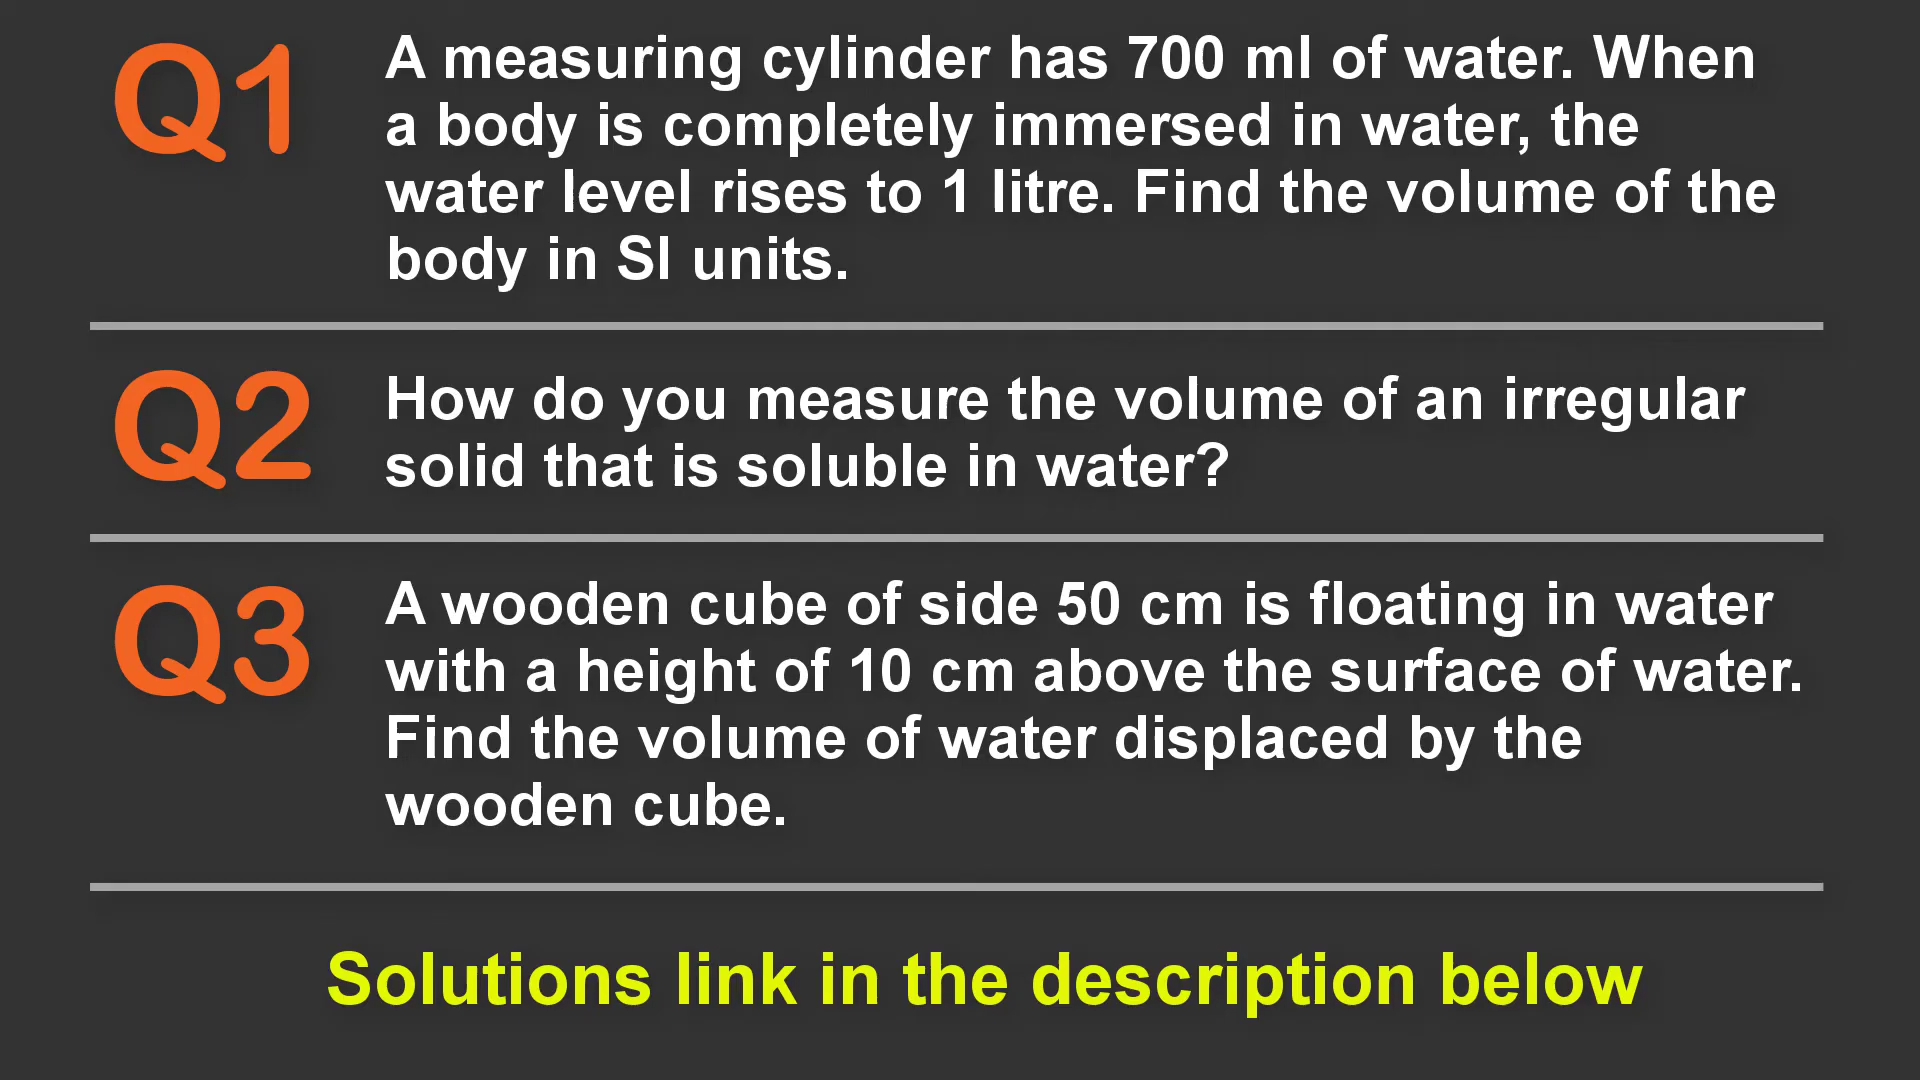 Q1
A measuring cylinder has 700 ml of water. When
a body is completely immersed in water, the
water level rises to 1 litre. Find the volume of the
body in SI units.
Q2
How do you measure the volume of an irregular
solid that is soluble in water?
Q3
A wooden cube of side 50 cm is floating in water
with a height of 10 cm above the surface of water.
Find the volume of water displaced by the
wooden cube.
Solutions link in the description below